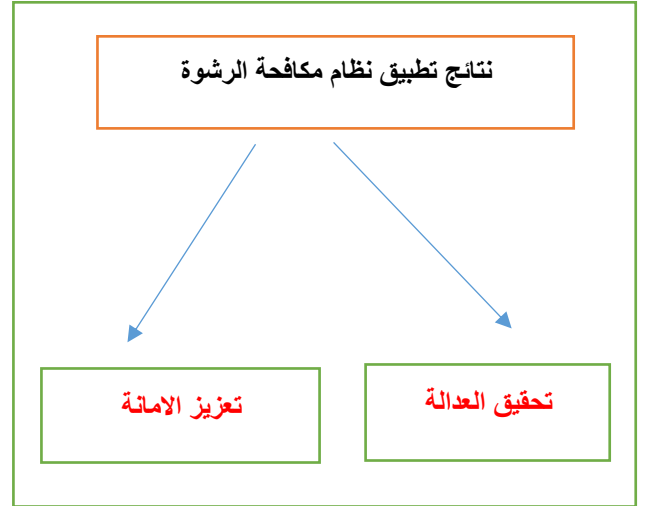 نتائج تطبيق نظام مكافحة الرشوة
تحقيق العدالة
تعزيز الامانة